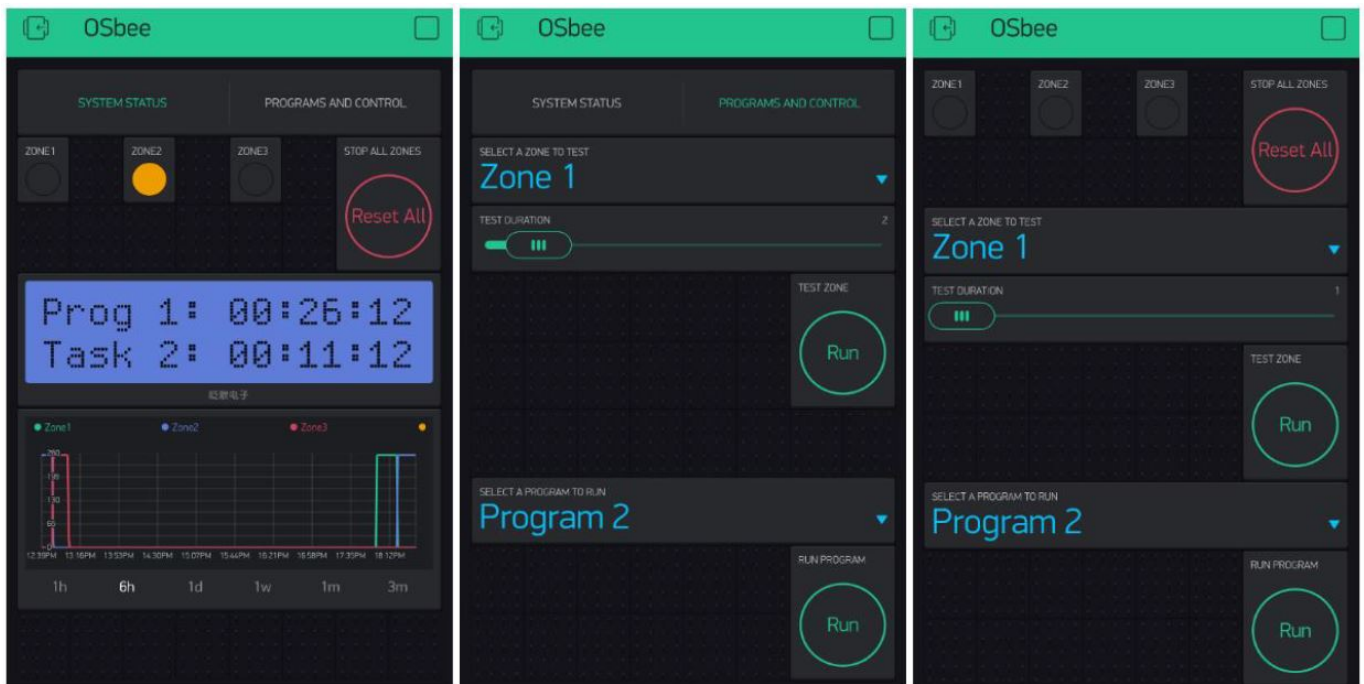 OSbee
SYSTEM STATUS
PROGRAMS AND CONTROL
ZONE1
ZONE2
ZONE3
STOP ALL ZONES
Reset All
Prog 1: 00:26:12
Task 2: 00:11:12
Zone1
Zone2
Zone3
260
195
130
65
0
12:39PM 13:16PM 13:53PM 14:30PM 15:07PM 15:44PM 16:21PM 16:58PM 17:35PM 18:12PM
1h 6h 1d 1w 1m 3m
OSbee
SYSTEM STATUS
PROGRAMS AND CONTROL
SELECT A ZONE TO TEST
Zone 1
TEST DURATION
2
TEST ZONE
Run
SELECT A PROGRAM TO RUN
Program 2
RUN PROGRAM
Run
OSbee
ZONE1
ZONE2
ZONE3
STOP ALL ZONES
Reset All
SELECT A ZONE TO TEST
Zone 1
TEST DURATION
1
TEST ZONE
Run
SELECT A PROGRAM TO RUN
Program 2
RUN PROGRAM
Run